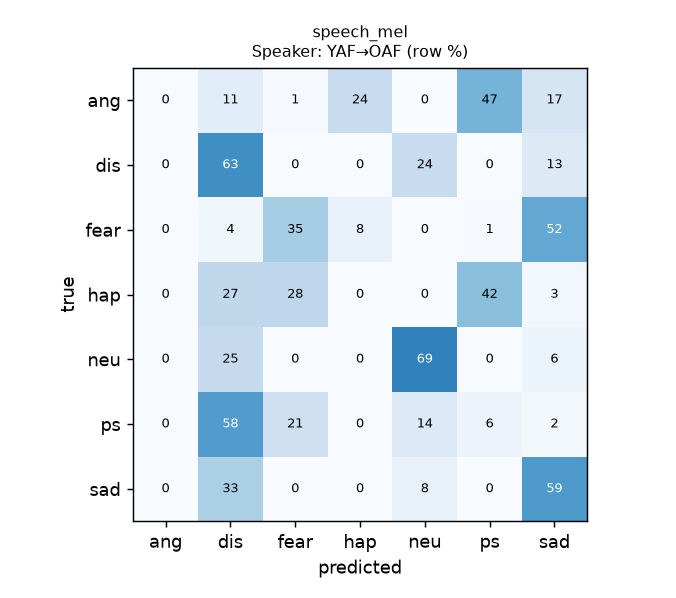 speech_mel
Speaker: YAF→OAF (row %)
ang 0 11 1 24 0 47 17
dis 0 63 0 0 24 0 13
fear 0 4 35 8 0 1 52
hap 0 27 28 0 0 42 3
neu 0 25 0 0 69 0 6
ps 0 58 21 0 14 6 2
sad 0 33 0 0 8 0 59
true
ang dis fear hap neu ps sad
predicted